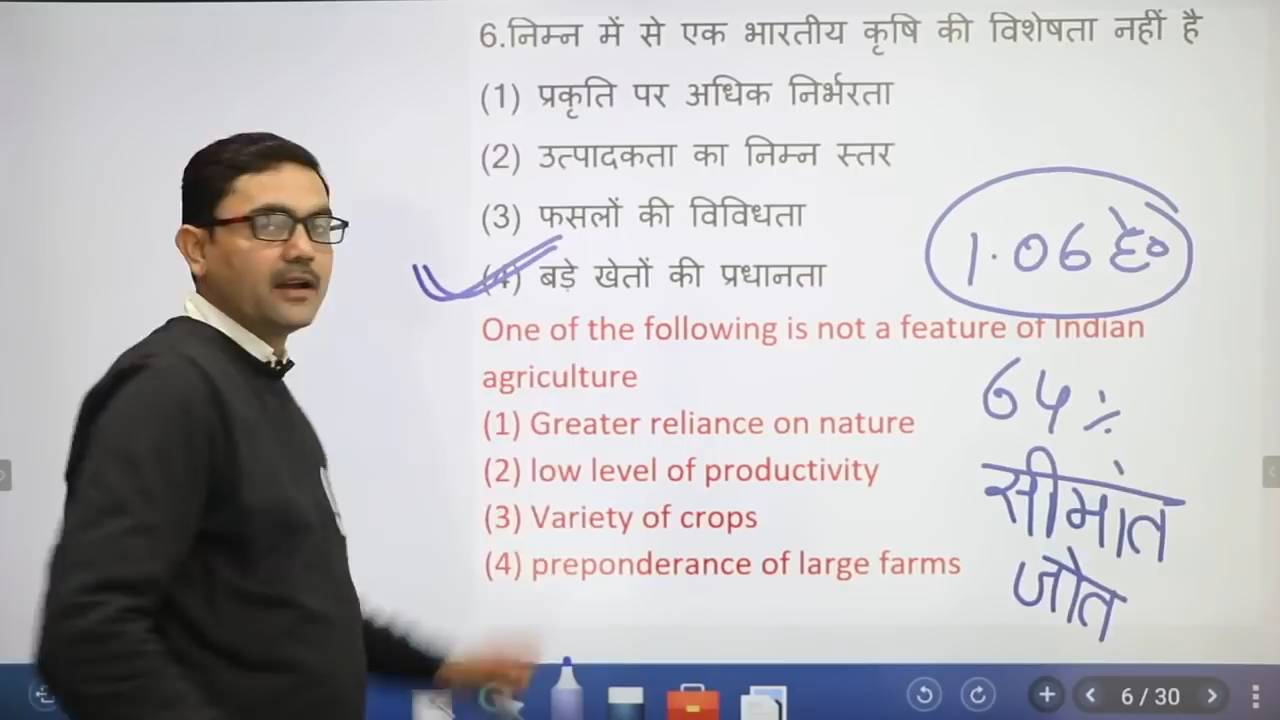 6.निम्न में से एक भारतीय कृषि की विशेषता नहीं है
(1) प्रकृति पर अधिक निर्भरता
(2) उत्पादकता का निम्न स्तर
(3) फसलों की विविधता
(4) बड़े खेतों की प्रधानता
1.06 है०
One of the following is not a feature of Indian
agriculture
64%
(1) Greater reliance on nature
(2) low level of productivity
सीमांत
(3) Variety of crops
(4) preponderance of large farms
जोत
6 / 30